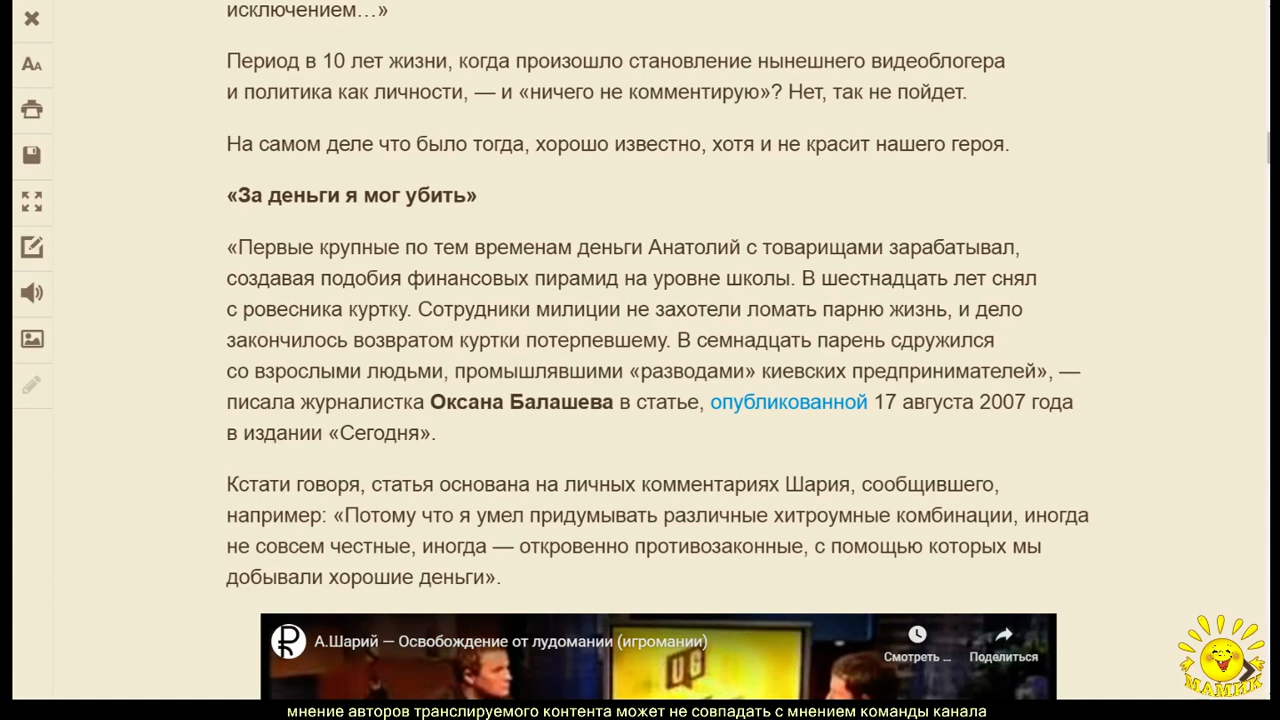 исключением…»
Период в 10 лет жизни, когда произошло становление нынешнего видеоблогера
и политика как личности, — и «ничего не комментирую»? Нет, так не пойдет.
На самом деле что было тогда, хорошо известно, хотя и не красит нашего героя.
«За деньги я мог убить»
«Первые крупные по тем временам деньги Анатолий с товарищами зарабатывал,
создавая подобия финансовых пирамид на уровне школы. В шестнадцать лет снял
с ровесника куртку. Сотрудники милиции не захотели ломать парню жизнь, и дело
закончилось возвратом куртки потерпевшему. В семнадцать парень сдружился
со взрослыми людьми, промышлявшими «разводами» киевских предпринимателей», —
писала журналистка Оксана Балашева в статье, опубликованной 17 августа 2007 года
в издании «Сегодня».
Кстати говоря, статья основана на личных комментариях Шария, сообщившего,
например: «Потому что я умел придумывать различные хитроумные комбинации, иногда
не совсем честные, иногда — откровенно противозаконные, с помощью которых мы
добывали хорошие деньги».
А.Шарий — Освобождение от лудомании (игромании)
Смотреть ...
Поделиться
МАМИК
мнение авторов транслируемого контента может не совпадать с мнением команды канала